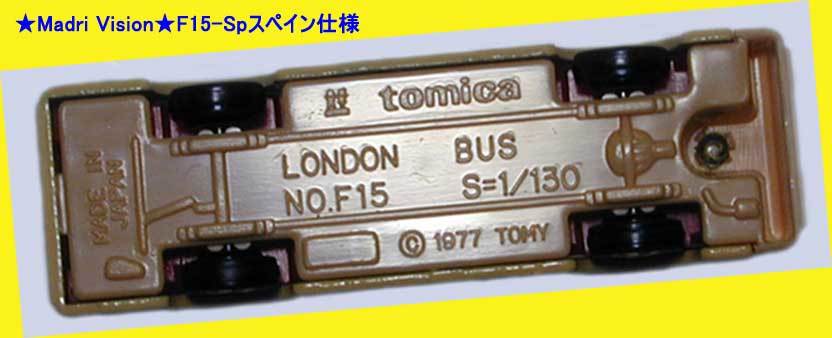 ★Madri Vision★F15-Spスペイン仕様
tomica
LONDON BUS
NO.F15 S=1/130
© 1977 TOMY
MADE IN
JAPAN